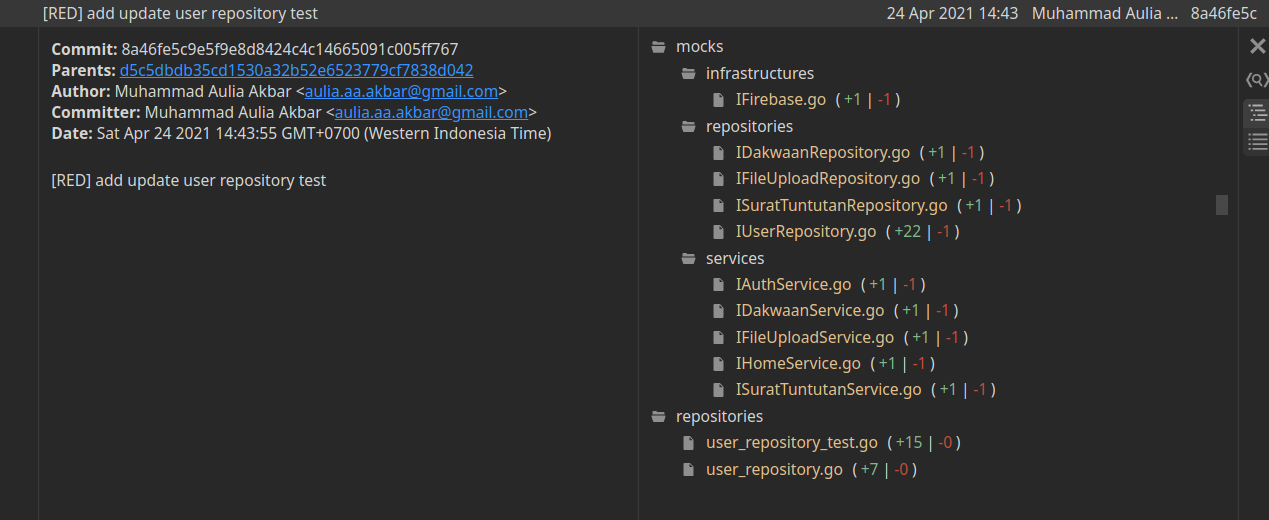 [RED] add update user repository test 24 Apr 2021 14:43 Muhammad Aulia ... 8a46fe5c
Commit: 8a46fe5c9e5f9e8d8424c4c14665091c005ff767
Parents: d5c5dbdb35cd1530a32b52e6523779cf7838d042
Author: Muhammad Aulia Akbar <aulia.aa.akbar@gmail.com>
Committer: Muhammad Aulia Akbar <aulia.aa.akbar@gmail.com>
Date: Sat Apr 24 2021 14:43:55 GMT+0700 (Western Indonesia Time)
[RED] add update user repository test
mocks
infrastructures
IFirebase.go (+1 | -1)
repositories
IDakwaanRepository.go (+1 | -1)
IFileUploadRepository.go (+1 | -1)
ISuratTuntutanRepository.go (+1 | -1)
IUserRepository.go (+22 | -1)
services
IAuthService.go (+1 | -1)
IDakwaanService.go (+1 | -1)
IFileUploadService.go (+1 | -1)
IHomeService.go (+1 | -1)
ISuratTuntutanService.go (+1 | -1)
repositories
user_repository_test.go (+15 | -0)
user_repository.go (+7 | -0)